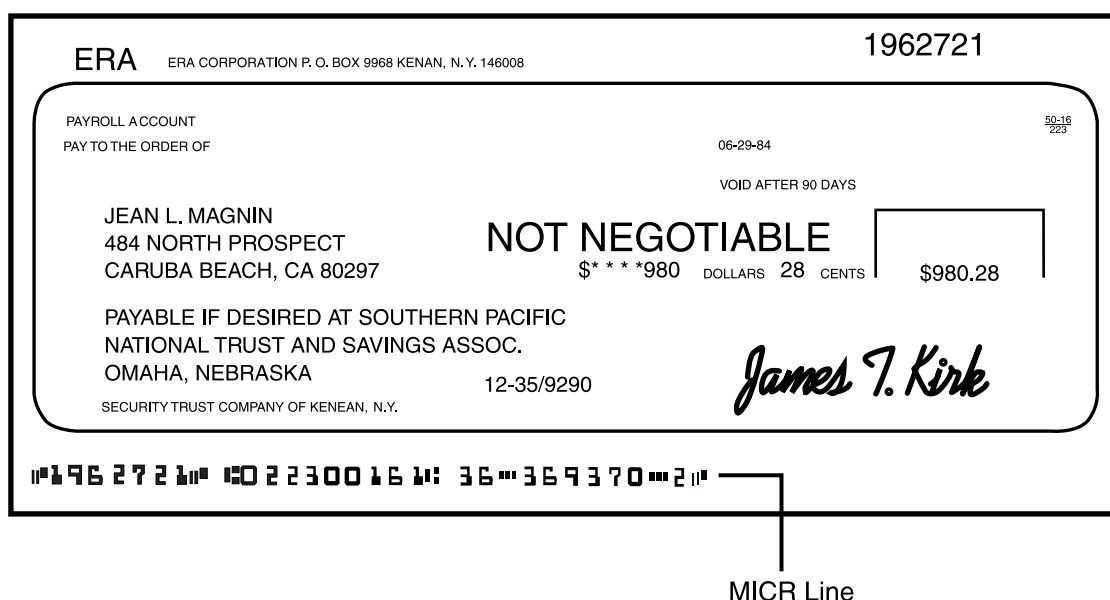 ERA ERA CORPORATION P. O. BOX 9968 KENAN, N.Y. 146008 1962721
PAYROLL ACCOUNT 50-16
223
PAY TO THE ORDER OF 06-29-84
VOID AFTER 90 DAYS
JEAN L. MAGNIN
484 NORTH PROSPECT NOT NEGOTIABLE
CARUBA BEACH, CA 80297 $* * * *980 DOLLARS 28 CENTS $980.28
PAYABLE IF DESIRED AT SOUTHERN PACIFIC
NATIONAL TRUST AND SAVINGS ASSOC.
OMAHA, NEBRASKA 12-35/9290 James T. Kirk
SECURITY TRUST COMPANY OF KENEAN, N.Y.
⑈1962721⑈ ⑆022300161⑆ 36⑉369370⑉2⑈
MICR Line